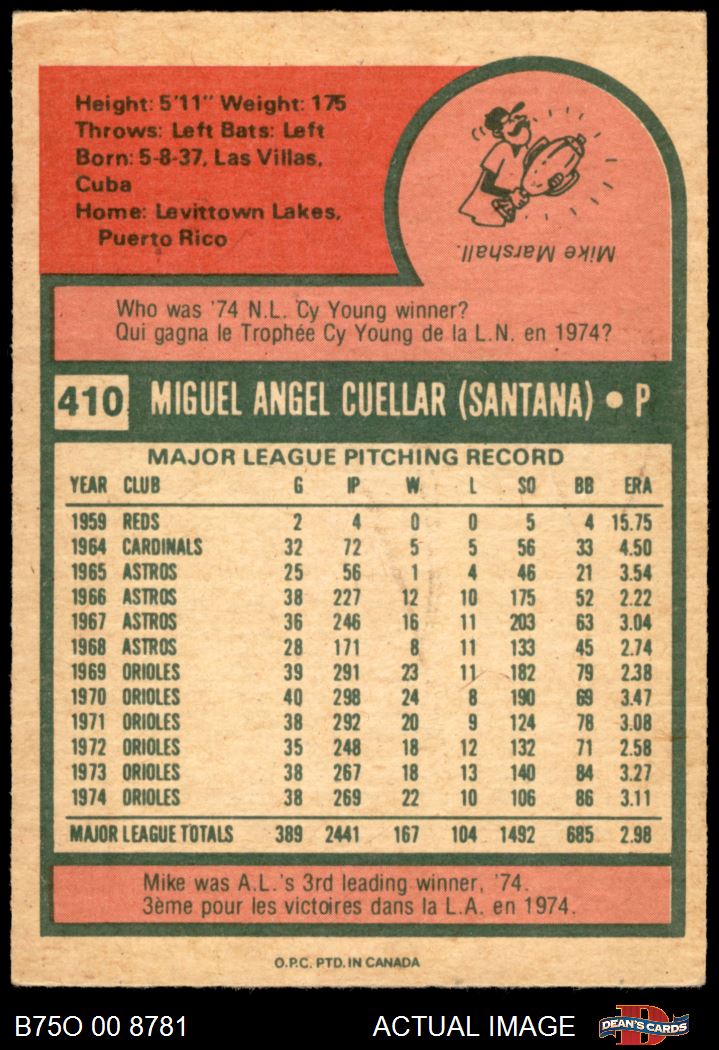 Height: 5'11" Weight: 175
Throws: Left Bats: Left
Born: 5-8-37, Las Villas,
Cuba
Home: Levittown Lakes,
Puerto Rico
Mike Marshall.
Who was '74 N.L. Cy Young winner?
Qui gagna le Trophée Cy Young de la L.N. en 1974?
410 MIGUEL ANGEL CUELLAR (SANTANA) • P
MAJOR LEAGUE PITCHING RECORD
YEAR CLUB G IP W L SO BB ERA
1959 REDS 2 4 0 0 5 4 15.75
1964 CARDINALS 32 72 5 5 56 33 4.50
1965 ASTROS 25 56 1 4 46 21 3.54
1966 ASTROS 38 227 12 10 175 52 2.22
1967 ASTROS 36 246 16 11 203 63 3.04
1968 ASTROS 28 171 8 11 133 45 2.74
1969 ORIOLES 39 291 23 11 182 79 2.38
1970 ORIOLES 40 298 24 8 190 69 3.47
1971 ORIOLES 38 292 20 9 124 78 3.08
1972 ORIOLES 35 248 18 12 132 71 2.58
1973 ORIOLES 38 267 18 13 140 84 3.27
1974 ORIOLES 38 269 22 10 106 86 3.11
MAJOR LEAGUE TOTALS 389 2441 167 104 1492 685 2.98
Mike was A.L.'s 3rd leading winner, '74.
3ème pour les victoires dans la L.A. en 1974.
O.P.C. PTD. IN CANADA
B75O 00 8781 ACTUAL IMAGE DEAN'S CARDS